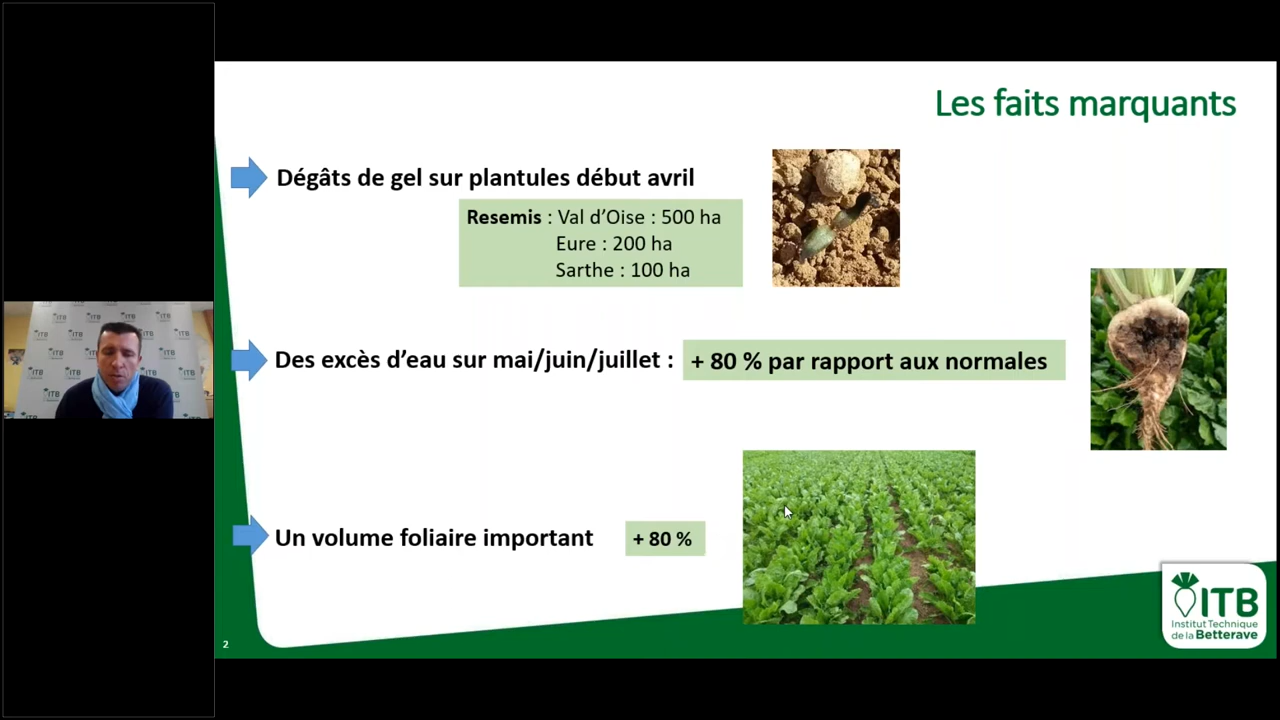 Les faits marquants
Dégâts de gel sur plantules début avril
Resemis : Val d’Oise : 500 ha
Eure : 200 ha
Sarthe : 100 ha
Des excès d’eau sur mai/juin/juillet : + 80 % par rapport aux normales
Un volume foliaire important + 80 %
2
ITB
Institut Technique
de la Betterave